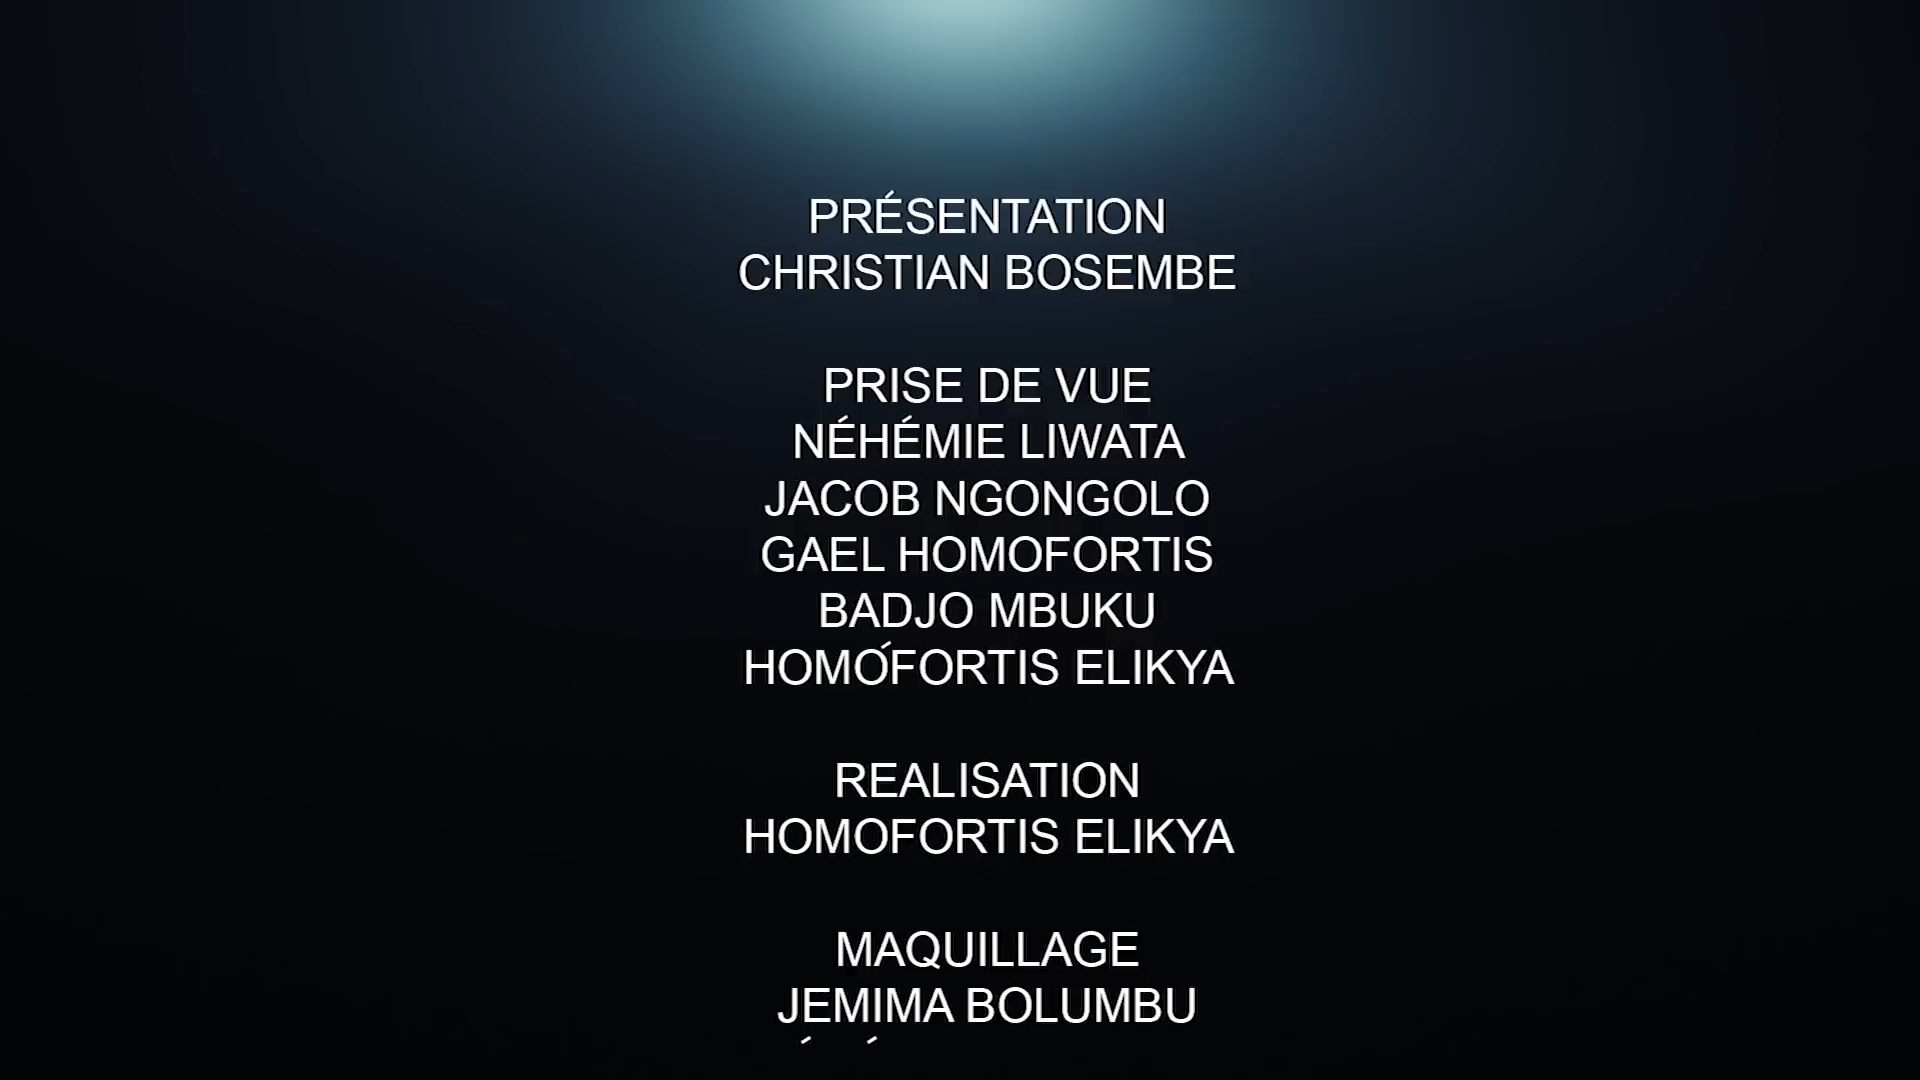 PRÉSENTATION
CHRISTIAN BOSEMBE
PRISE DE VUE
NÉHÉMIE LIWATA
JACOB NGONGOLO
GAEL HOMOFORTIS
BADJO MBUKU
HOMOFORTIS ELIKYA
REALISATION
HOMOFORTIS ELIKYA
MAQUILLAGE
JEMIMA BOLUMBU